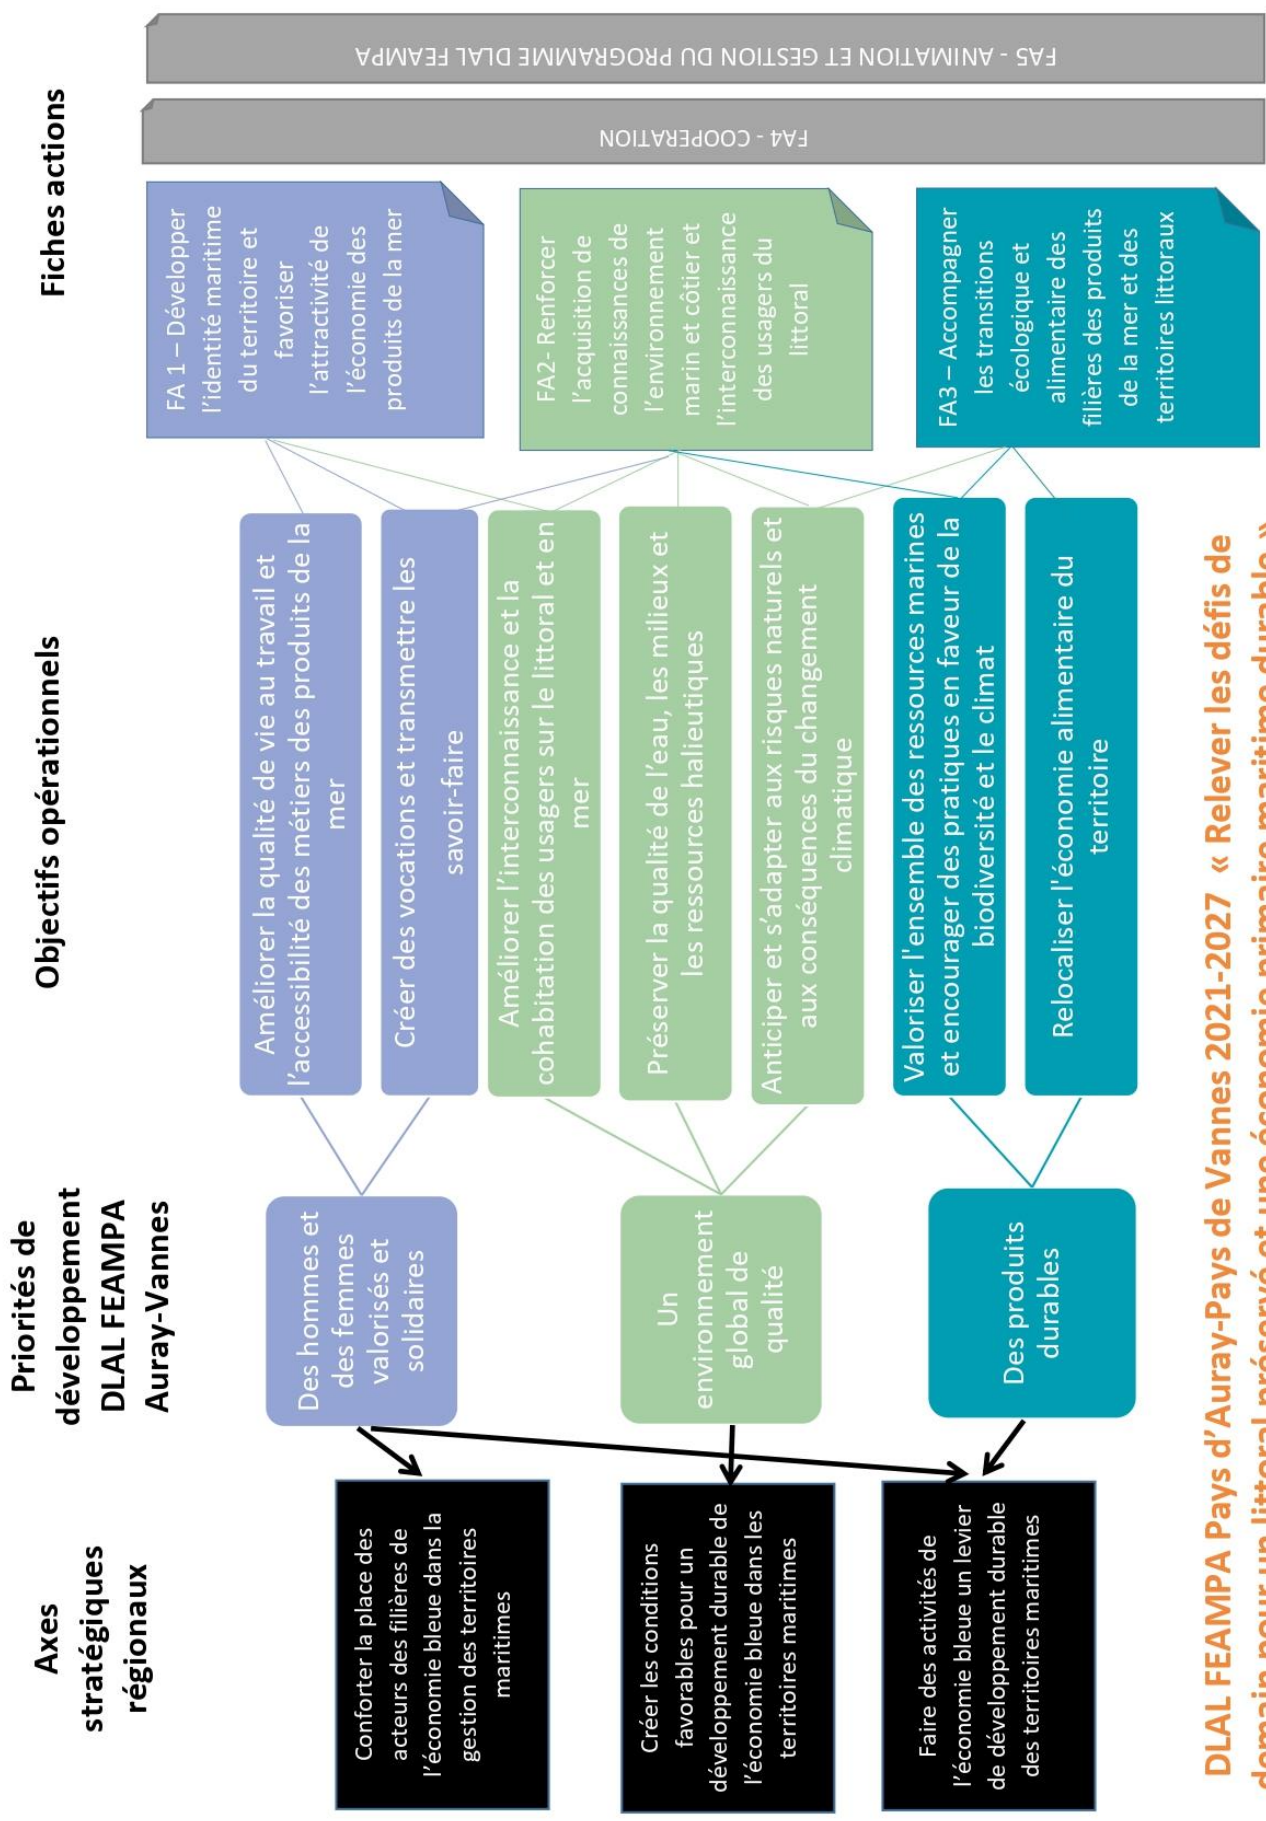 Axes
stratégiques
régionaux
Priorités de
développement
DLAL FEAMPA
Auray-Vannes
Objectifs opérationnels
Fiches actions
Conforter la place des
acteurs des filières de
l’économie bleue dans la
gestion des territoires
maritimes
Créer les conditions
favorables pour un
développement durable de
l’économie bleue dans les
territoires maritimes
Faire des activités de
l’économie bleue un levier
de développement durable
des territoires maritimes
Des hommes et
des femmes
valorisés et
solidaires
Un
environnement
global de
qualité
Des produits
durables
Améliorer la qualité de vie au travail et
l’accessibilité des métiers des produits de la
mer
Créer des vocations et transmettre les
savoir-faire
Améliorer l’interconnaissance et la
cohabitation des usagers sur le littoral et en
mer
Préserver la qualité de l’eau, les milieux et
les ressources halieutiques
Anticiper et s’adapter aux risques naturels et
aux conséquences du changement
climatique
Valoriser l'ensemble des ressources marines
et encourager des pratiques en faveur de la
biodiversité et le climat
Relocaliser l'économie alimentaire du
territoire
FA 1 – Développer
l’identité maritime
du territoire et
favoriser
l’attractivité de
l’économie des
produits de la mer
FA2- Renforcer
l’acquisition de
connaissances de
l’environnement
marin et côtier et
l’interconnaissance
des usagers du
littoral
FA3 – Accompagner
les transitions
écologique et
alimentaire des
filières des produits
de la mer et des
territoires littoraux
FA4 - COOPERATION
FA5 - ANIMATION ET GESTION DU PROGRAMME DLAL FEAMPA
DLAL FEAMPA Pays d’Auray-Pays de Vannes 2021-2027 « Relever les défis de
demain pour un littoral préservé et une économie primaire maritime durable »